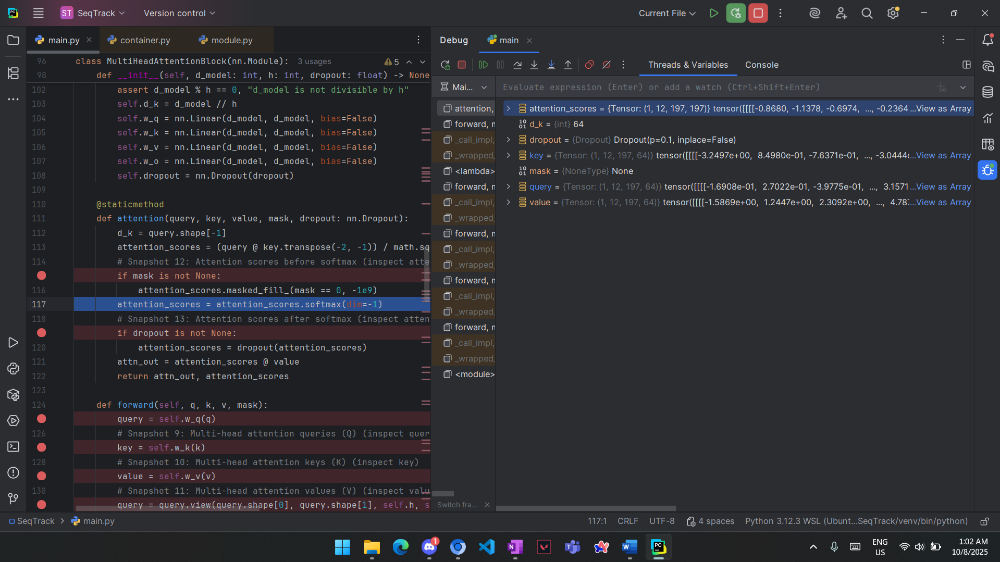 ST SeqTrack Version control Current File
main.py container.py module.py
Debug main
96 class MultiHeadAttentionBlock(nn.Module): 3 usages 5
98 def __init__(self, d_model: int, h: int, dropout: float) -> None
102 assert d_model % h == 0, "d_model is not divisible by h"
103 self.d_k = d_model // h
104 self.w_q = nn.Linear(d_model, d_model, bias=False)
105 self.w_k = nn.Linear(d_model, d_model, bias=False)
106 self.w_v = nn.Linear(d_model, d_model, bias=False)
107 self.w_o = nn.Linear(d_model, d_model, bias=False)
108 self.dropout = nn.Dropout(dropout)
109
110 @staticmethod
111 def attention(query, key, value, mask, dropout: nn.Dropout):
112 d_k = query.shape[-1]
113 attention_scores = (query @ key.transpose(-2, -1)) / math.sq
114 # Snapshot 12: Attention scores before softmax (inspect atte
if mask is not None:
116 attention_scores.masked_fill_(mask == 0, -1e9)
117 attention_scores = attention_scores.softmax(dim=-1)
118 # Snapshot 13: Attention scores after softmax (inspect atten
if dropout is not None:
120 attention_scores = dropout(attention_scores)
121 attn_out = attention_scores @ value
122 return attn_out, attention_scores
123
124 def forward(self, q, k, v, mask):
query = self.w_q(q)
126 # Snapshot 9: Multi-head attention queries (Q) (inspect quer
key = self.w_k(k)
128 # Snapshot 10: Multi-head attention keys (K) (inspect key)
value = self.w_v(v)
130 # Snapshot 11: Multi-head attention values (V) (inspect valu
query = query.view(query.shape[0], query.shape[1], self.h, s
Threads & Variables Console
Mai...
Evaluate expression (Enter) or add a watch (Ctrl+Shift+Enter)
attention,
forward, m
_call_impl,
_wrapped_
<lambda>
forward, m
_call_impl,
_wrapped_
forward, m
_call_impl,
_wrapped_
forward, m
_call_impl,
_wrapped_
forward, m
_call_impl,
_wrapped_
<module>
Switch fra...
attention_scores = {Tensor: (1, 12, 197, 197)} tensor([[[[-0.8680, -1.1378, -0.6974, ..., -0.2364,...View as Array
d_k = {int} 64
dropout = {Dropout} Dropout(p=0.1, inplace=False)
key = {Tensor: (1, 12, 197, 64)} tensor([[[[-3.2497e+00, 8.4980e-01, -7.6371e-01, ..., -3.0444e...View as Array
mask = {NoneType} None
query = {Tensor: (1, 12, 197, 64)} tensor([[[[-1.6908e-01, 2.7022e-01, -3.9775e-01, ..., 3.1571 ...View as Array
value = {Tensor: (1, 12, 197, 64)} tensor([[[[-1.5869e+00, 1.2447e+00, 2.3092e+00, ..., 4.787...View as Array
SeqTrack > main.py
117:1 CRLF UTF-8 4 spaces Python 3.12.3 WSL (Ubunt...SeqTrack/venv/bin/python)
1
ENG
US
1:02 AM
10/8/2025